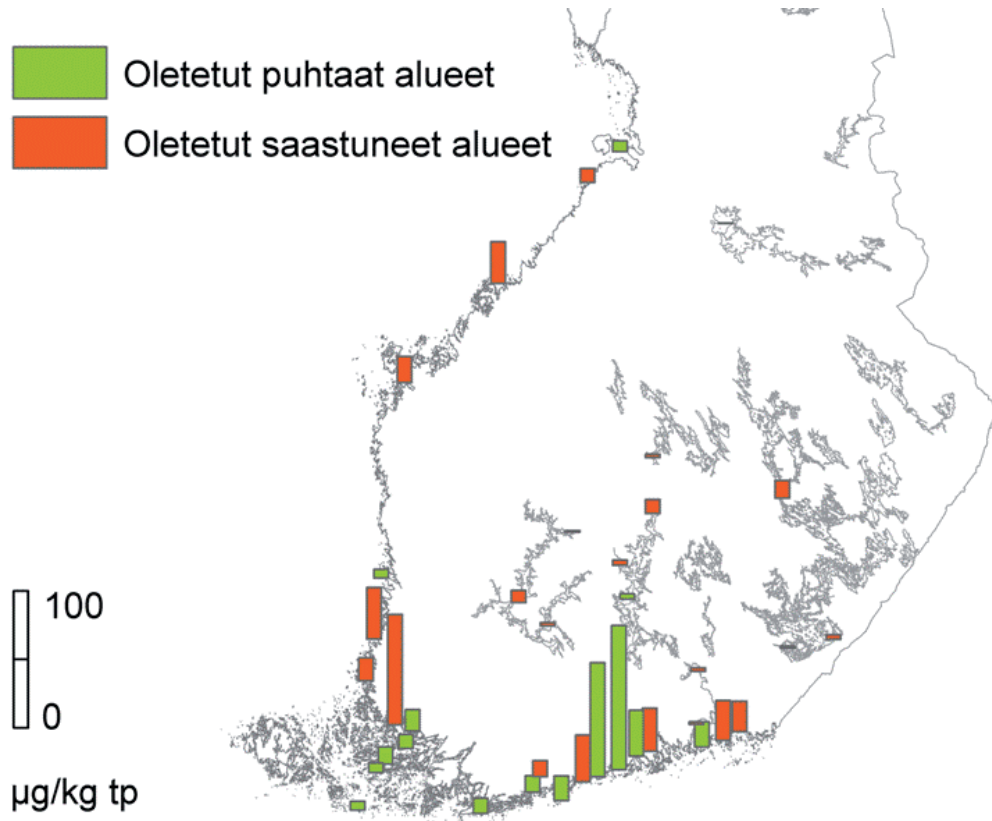 Oletetut puhtaat alueet
Oletetut saastuneet alueet
100
0
µg/kg tp